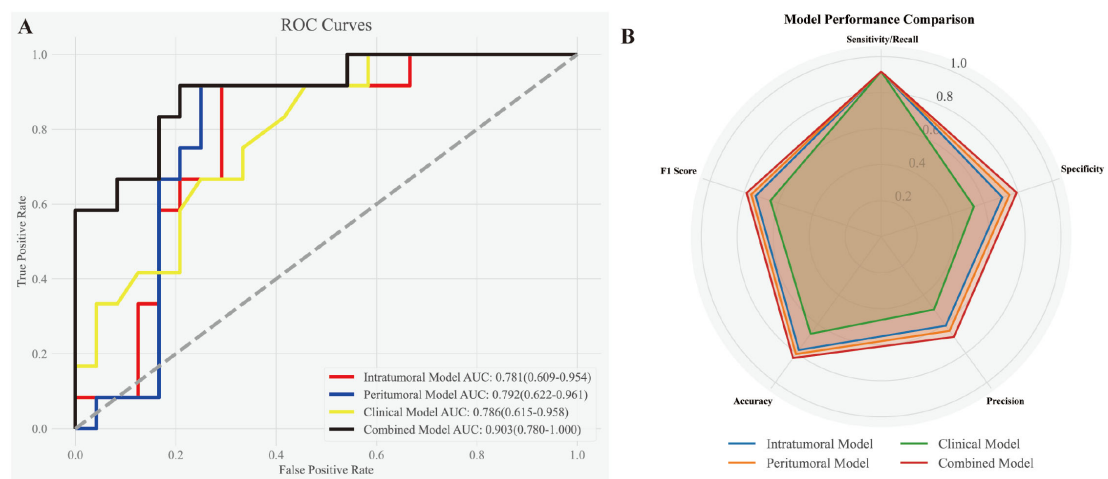 A
ROC Curves
True Positive Rate
1.0
0.8
0.6
0.4
0.2
0.0
0.0 0.2 0.4 0.6 0.8 1.0
False Positive Rate
Intratumoral Model AUC: 0.781(0.609-0.954)
Peritumoral Model AUC: 0.792(0.622-0.961)
Clinical Model AUC: 0.786(0.615-0.958)
Combined Model AUC: 0.903(0.780-1.000)
B
Model Performance Comparison
Sensitivity/Recall
1.0
0.8
0.6
0.4
0.2
F1 Score
Specificity
Accuracy
Precision
Intratumoral Model
Clinical Model
Peritumoral Model
Combined Model